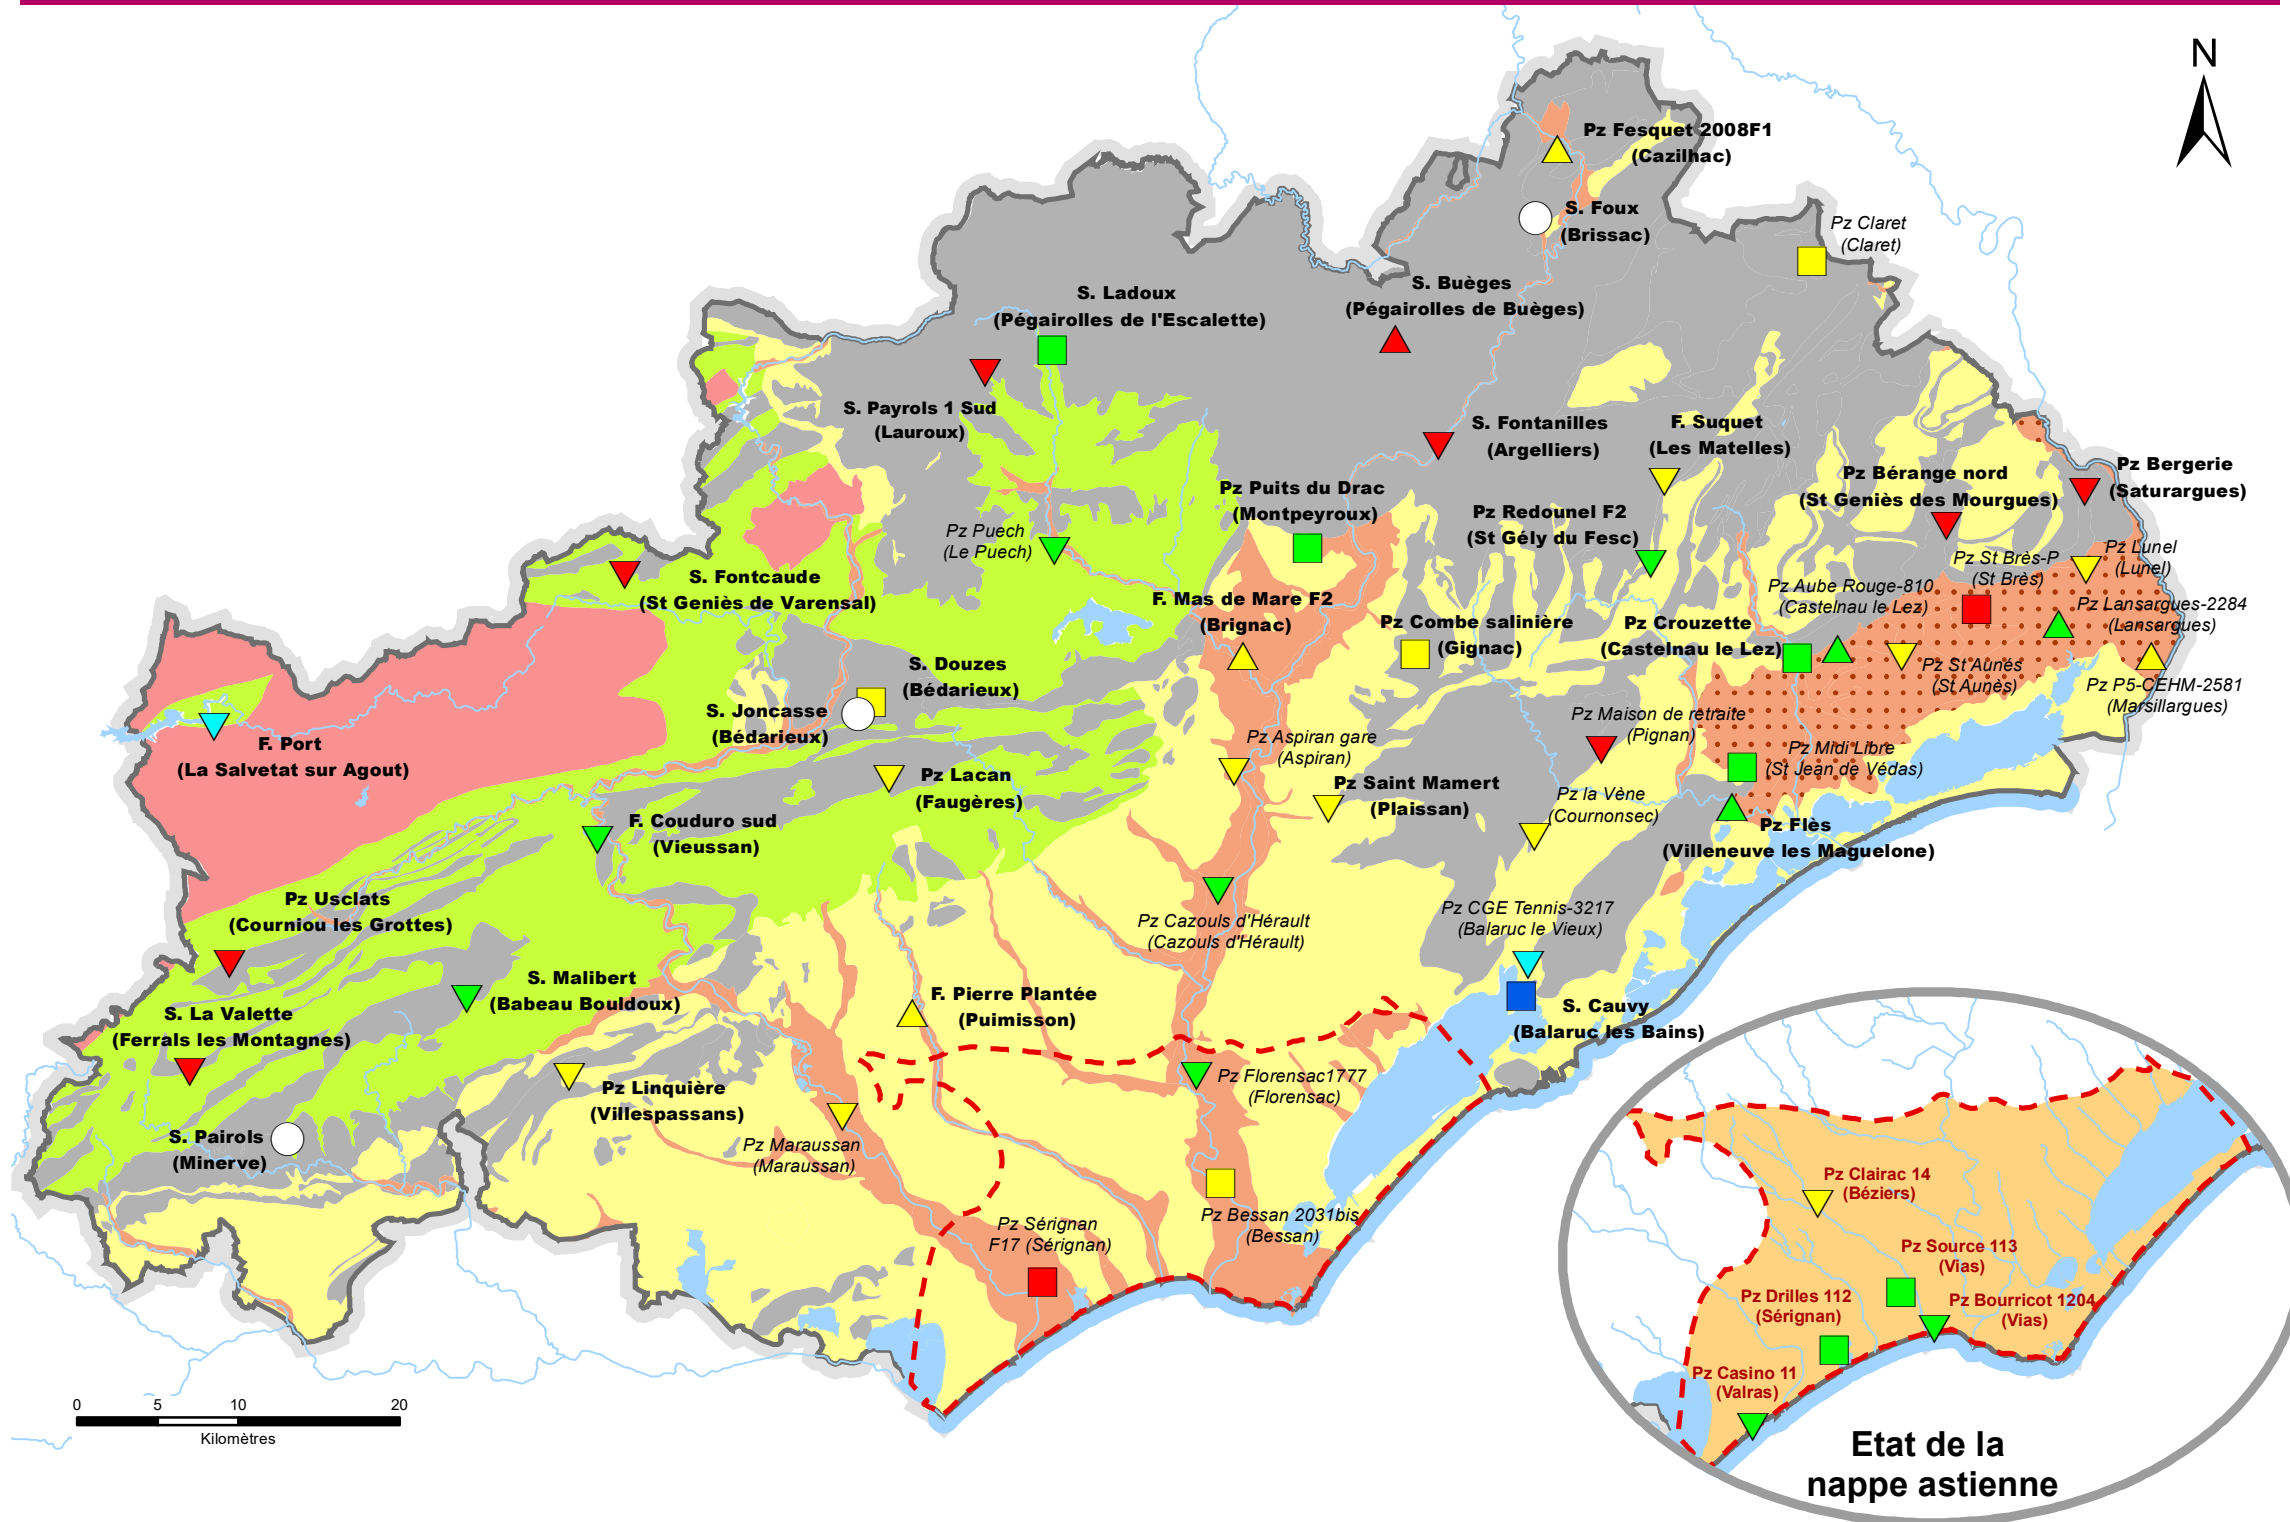 N
Pz Fesquet 2008F1
(Cazilhac)
S. Foux
(Brissac)
Pz Claret
(Claret)
S. Ladoux
(Pégairolles de l'Escalette)
S. Buèges
(Pégairolles de Buèges)
S. Payrols 1 Sud
(Lauroux)
S. Fontanilles
(Argelliers)
F. Suquet
(Les Matelles)
Pz Bérange nord
(St Geniès des Mourgues)
Pz Bergerie
(Saturargues)
Pz Puits du Drac
(Montpeyroux)
Pz Redounel F2
(St Gély du Fesc)
Pz Puech
(Le Puech)
Pz St Brès-P
(St Brès)
Pz Lunel
(Lunel)
S. Fontcaude
(St Geniès de Varensal)
F. Mas de Mare F2
(Brignac)
Pz Aube Rouge-810
(Castelnau le Lez)
Pz Lansargues-2284
(Lansargues)
Pz Combe salinière
(Gignac)
Pz Crouzette
(Castelnau le Lez)
S. Douzes
(Bédarieux)
Pz St Aunès
(St Aunès)
Pz P5-CEHM-2581
(Marsillargues)
S. Joncasse
(Bédarieux)
Pz Maison de retraite
(Pignan)
F. Port
(La Salvetat sur Agout)
Pz Aspiran gare
(Aspiran)
Pz Midi Libre
(St Jean de Védas)
Pz Lacan
(Faugères)
Pz Saint Mamert
(Plaissan)
Pz la Vène
(Cournonsec)
F. Couduro sud
(Vieussan)
Pz Flès
(Villeneuve les Maguelone)
Pz Usclats
(Courniou les Grottes)
Pz Cazouls d'Hérault
(Cazouls d'Hérault)
Pz CGE Tennis-3217
(Balaruc le Vieux)
S. Malibert
(Babeau Bouldoux)
F. Pierre Plantée
(Puimisson)
S. Cauvy
(Balaruc les Bains)
S. La Valette
(Ferrals les Montagnes)
Pz Linquière
(Villespassans)
Pz Florensac1777
(Florensac)
S. Pairols
(Minerve)
Pz Maraussan
(Maraussan)
Pz Sérignan
F17 (Sérignan)
Pz Bessan 2031bis
(Bessan)
Pz Clairac 14
(Béziers)
Pz Source 113
(Vias)
Pz Drilles 112
(Sérignan)
Pz Bourricot 1204
(Vias)
Pz Casino 11
(Valras)
Etat de la
nappe astienne
0 5 10 20
Kilomètres